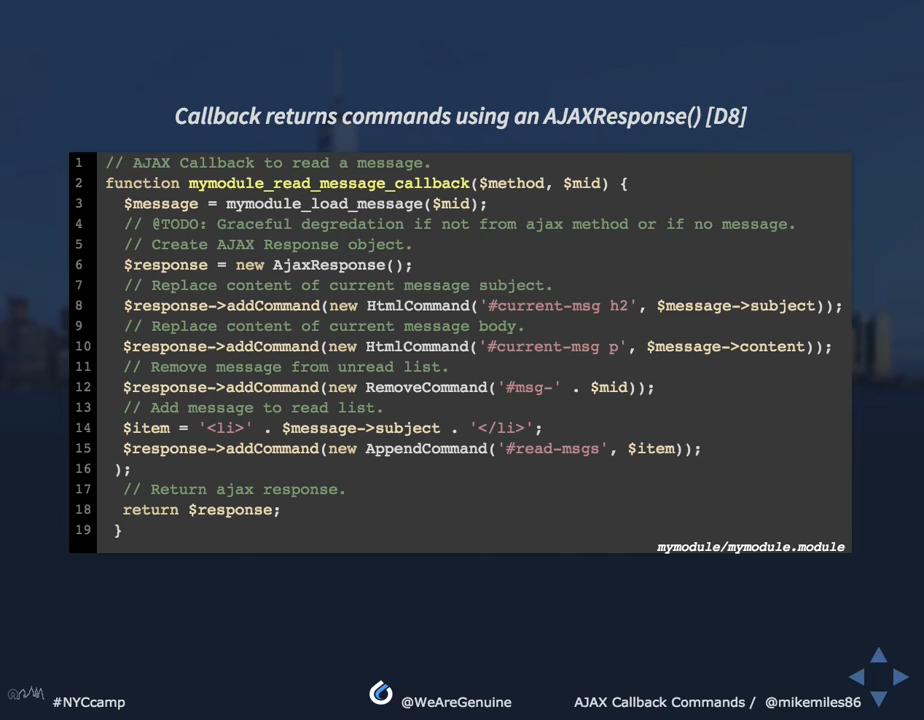 Callback returns commands using an AJAXResponse() [D8]
1 // AJAX Callback to read a message.
2 function mymodule_read_message_callback($method, $mid) {
3 $message = mymodule_load_message($mid);
4 // @TODO: Graceful degredation if not from ajax method or if no message.
5 // Create AJAX Response object.
6 $response = new AjaxResponse();
7 // Replace content of current message subject.
8 $response->addCommand(new HtmlCommand('#current-msg h2', $message->subject));
9 // Replace content of current message body.
10 $response->addCommand(new HtmlCommand('#current-msg p', $message->content));
11 // Remove message from unread list.
12 $response->addCommand(new RemoveCommand('#msg-' . $mid));
13 // Add message to read list.
14 $item = '<li>' . $message->subject . '</li>';
15 $response->addCommand(new AppendCommand('#read-msgs', $item));
16 );
17 // Return ajax response.
18 return $response;
19 }
mymodule/mymodule.module
#NYCcamp
@WeAreGenuine
AJAX Callback Commands / @mikemiles86